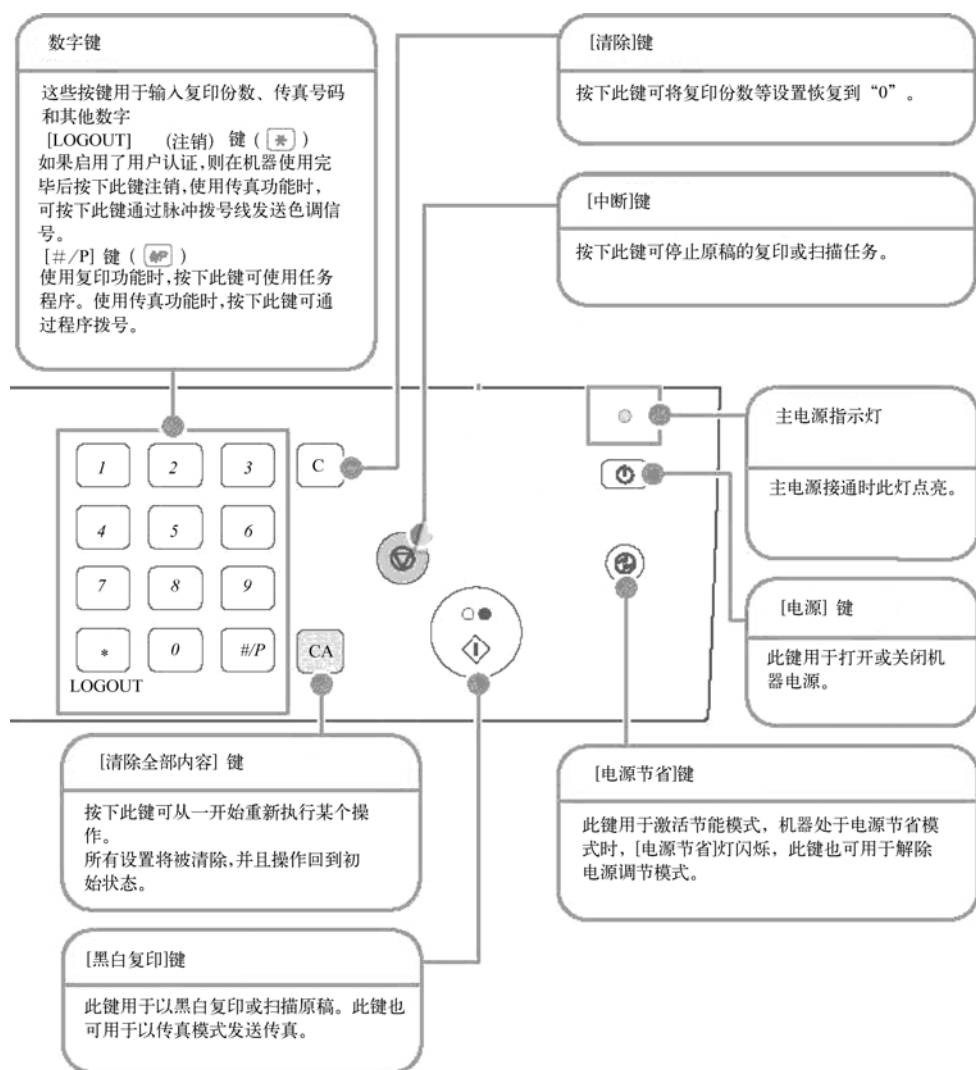 数字键
这些按键用于输入复印份数、传真号码
和其他数字
[LOGOUT] (注销) 键 ( * )
如果启用了用户认证,则在机器使用完
毕后按下此键注销,使用传真功能时,
可按下此键通过脉冲拨号线发送色调信
号。
[#/P] 键 ( #/P )
使用复印功能时,按下此键可使用任务
程序。使用传真功能时,按下此键可通
过程序拨号。
[清除]键
按下此键可将复印份数等设置恢复到“0”。
[中断]键
按下此键可停止原稿的复印或扫描任务。
1 2 3 C
4 5 6
7 8 9
* 0 #/P CA
LOGOUT
主电源指示灯
主电源接通时此灯点亮。
[电源] 键
此键用于打开或关闭机
器电源。
[清除全部内容] 键
按下此键可从一开始重新执行某个操
作。
所有设置将被清除,并且操作回到初
始状态。
[电源节省]键
此键用于激活节能模式，机器处于电源节省模
式时，[电源节省]灯闪烁，此键也可用于解除
电源调节模式。
[黑白复印]键
此键用于以黑白复印或扫描原稿。此键也
可用于以传真模式发送传真。